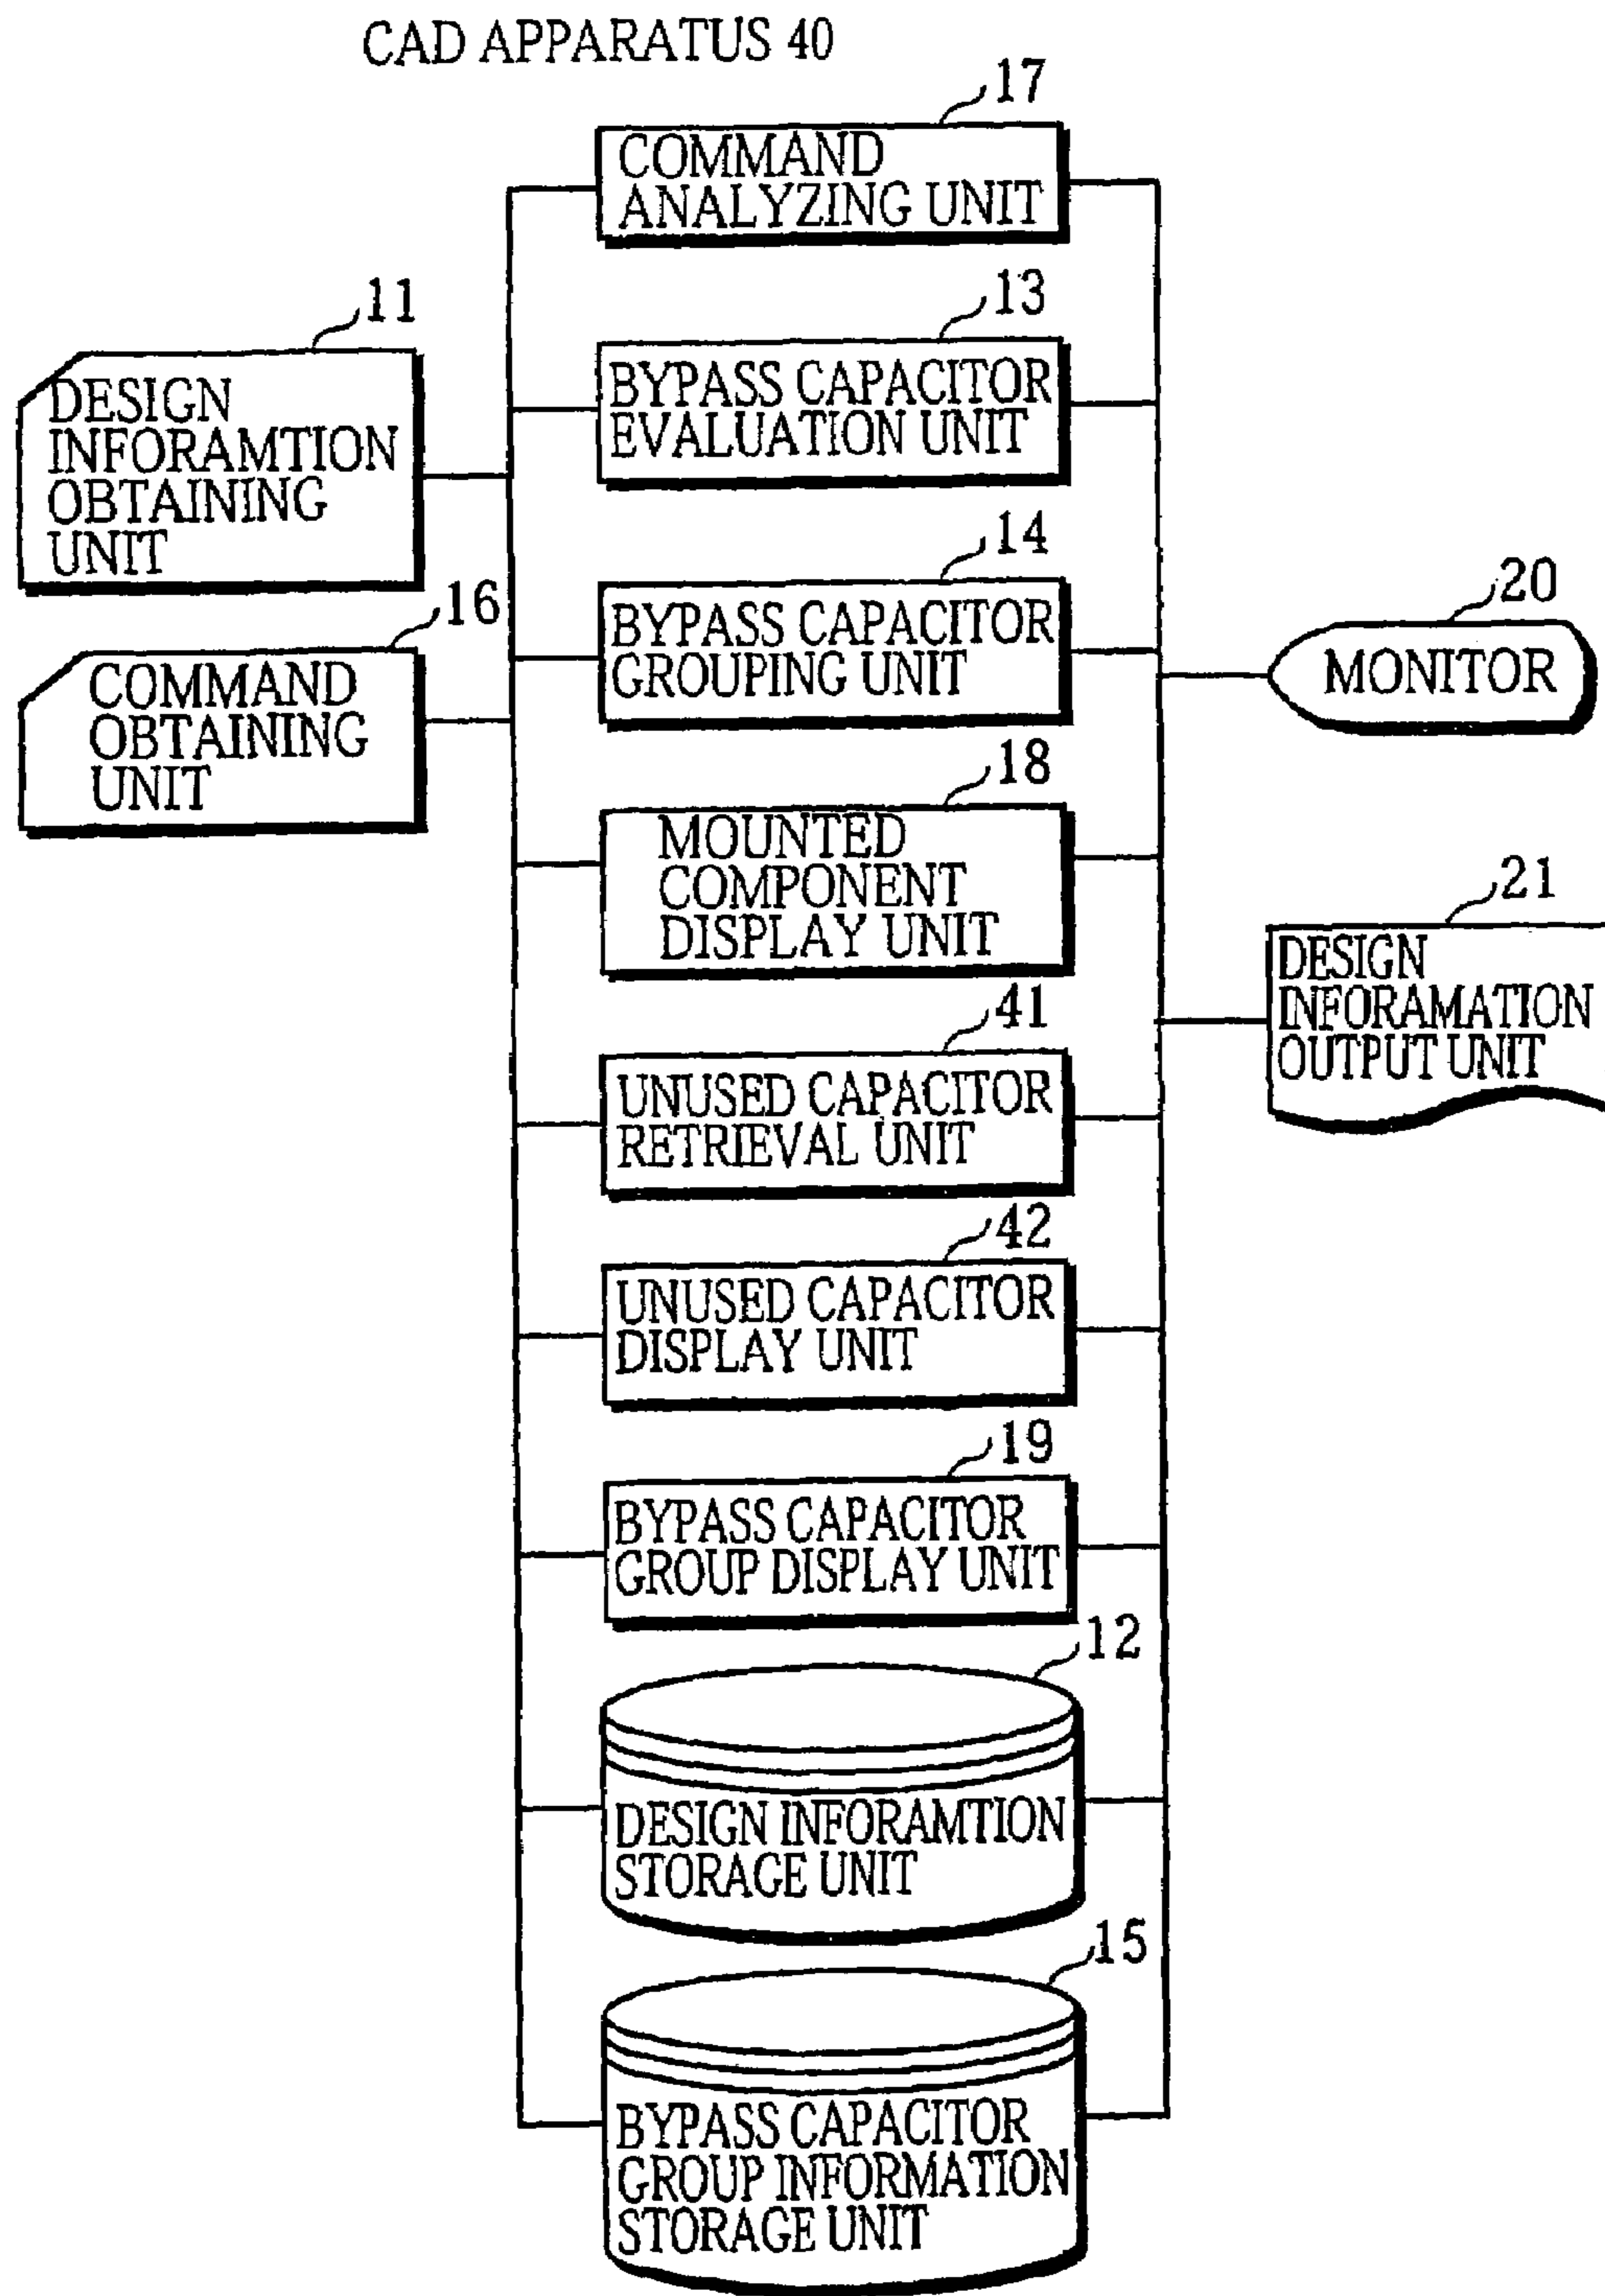 CAD APPARATUS 40
17
COMMAND
ANALYZING UNIT
11
DESIGN
INFORAMTION
OBTAINING
UNIT
13
BYPASS CAPACITOR
EVALUATION UNIT
16
COMMAND
OBTAINING
UNIT
14
BYPASS CAPACITOR
GROUPING UNIT
20
MONITOR
18
MOUNTED
COMPONENT
DISPLAY UNIT
21
DESIGN
INFORAMATION
OUTPUT UNIT
41
UNUSED CAPACITOR
RETRIEVAL UNIT
42
UNUSED CAPACITOR
DISPLAY UNIT
19
BYPASS CAPACITOR
GROUP DISPLAY UNIT
12
DESIGN INFORAMTION
STORAGE UNIT
15
BYPASS CAPACITOR
GROUP INFORMATION
STORAGE UNIT